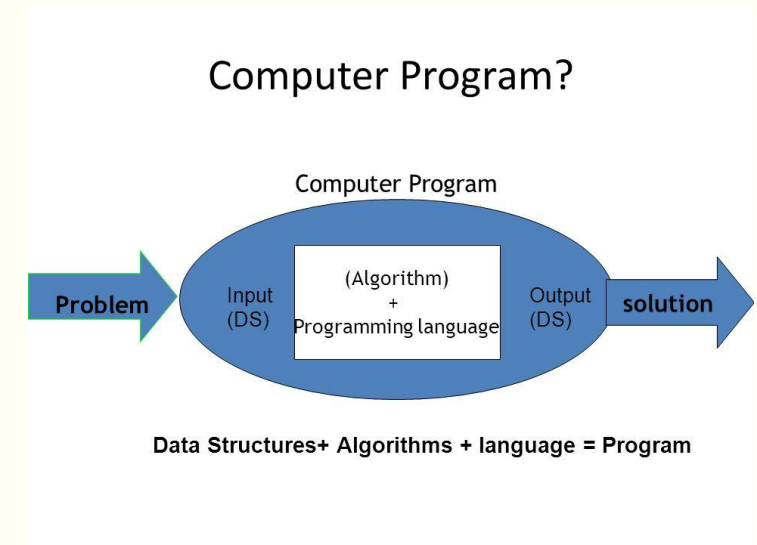 Computer Program?
Computer Program
Problem
Input
(DS)
(Algorithm)
+
Programming language
Output
(DS)
solution
Data Structures+ Algorithms + language = Program